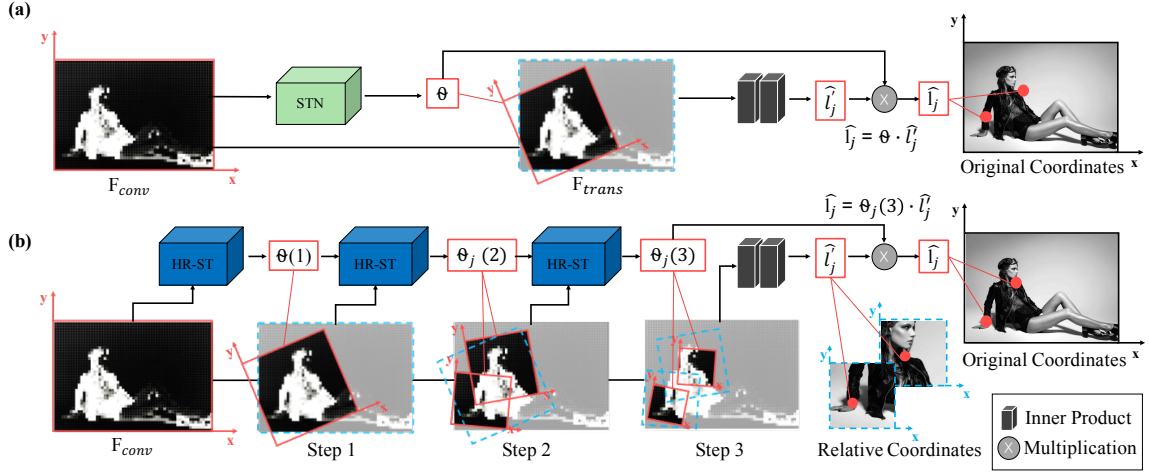 (a)
y
x
F_conv
STN
ϴ
y
x
F_trans
l̂′_j
X
l̂_j
l̂_j = ϴ · l̂′_j
y
x
Original Coordinates
(b)
HR-ST
ϴ(1)
HR-ST
ϴ_j (2)
HR-ST
ϴ_j(3)
l̂_j = ϴ_j(3) · l̂′_j
l̂′_j
X
l̂_j
y
x
F_conv
y
x
Step 1
y
Step 2
Step 3
y
x
y
x
Relative Coordinates
y
x
Original Coordinates
Inner Product
X Multiplication